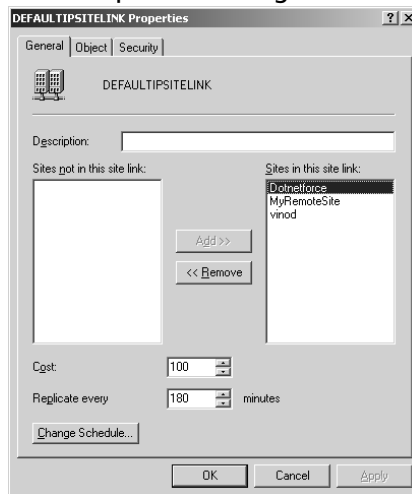 DEFAULTIPSITELINK Properties
General Object Security
DEFAULTIPSITELINK
Description:
Sites not in this site link:
Sites in this site link:
Dotnetforce
MyRemoteSite
vinod
Add >>
<< Remove
Cost: 100
Replicate every 180 minutes
Change Schedule...
OK Cancel Apply